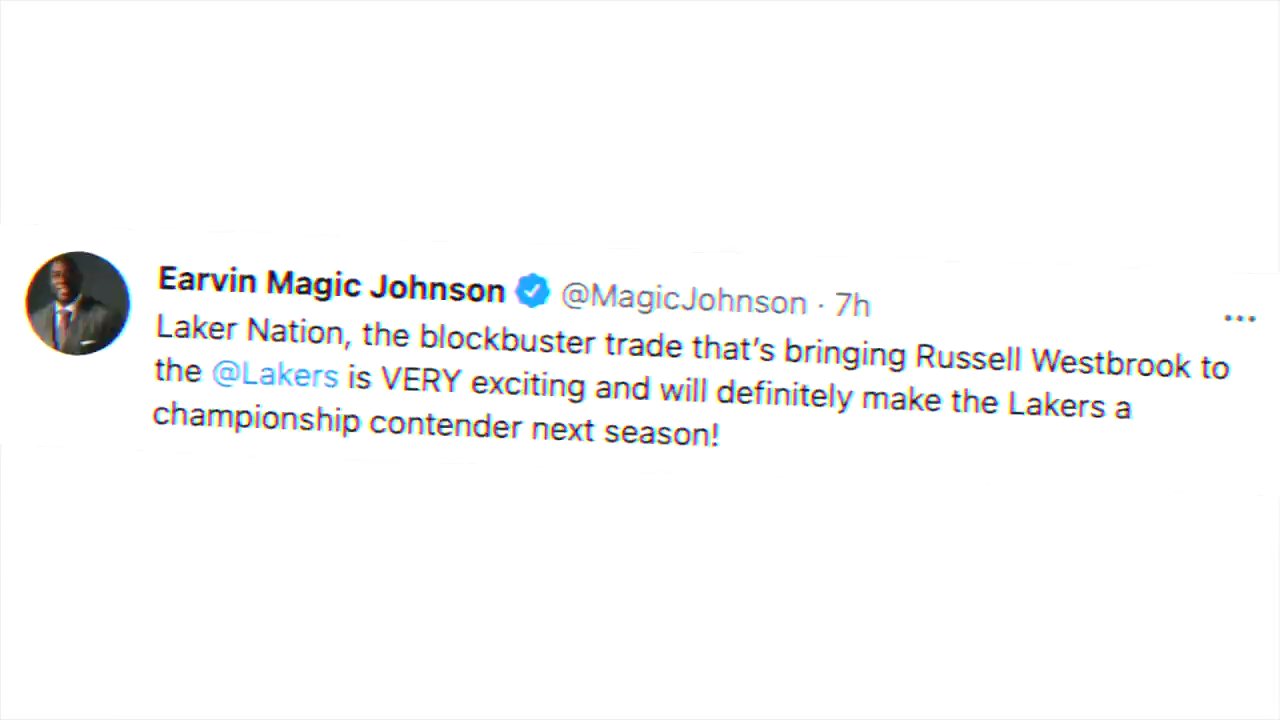 Earvin Magic Johnson @MagicJohnson · 7h
Laker Nation, the blockbuster trade that’s bringing Russell Westbrook to
the @Lakers is VERY exciting and will definitely make the Lakers a
championship contender next season!